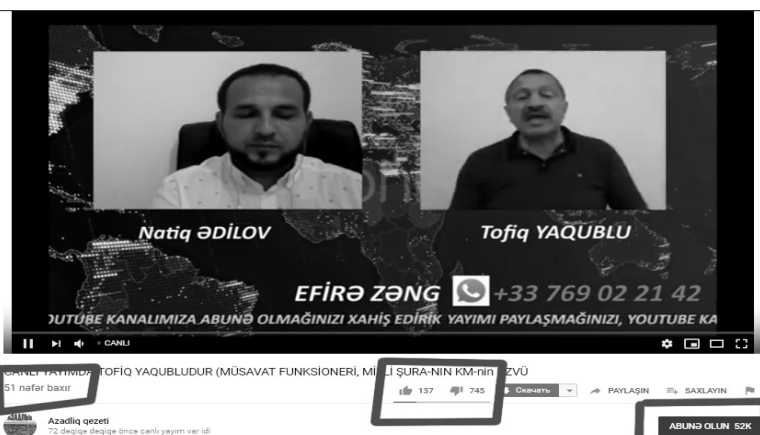 Natiq ƏDİLOV
Tofiq YAQUBLU
EFİRƏ ZƏNG +33 769 02 21 42
OUTUBE KANALIMIZA ABUNƏ OLMAĞINIZI XAHİŞ EDİRİK YAYIMI PAYLAŞMAĞINIZI, YOUTUBE KA
• CANLI
CANLI YAYIMDA TOFİQ YAQUBLUDUR (MÜSAVAT FUNKSİONERİ, MİLLİ ŞURA-NIN KM-nin ÜZVÜ
51 nəfər baxır
137 745 Скачать PAYLAŞIN SAXLAYIN
Azadliq qezeti
72 dəqiqə dəqiqə öncə canlı yayım var idi
ABUNƏ OLUN 52K